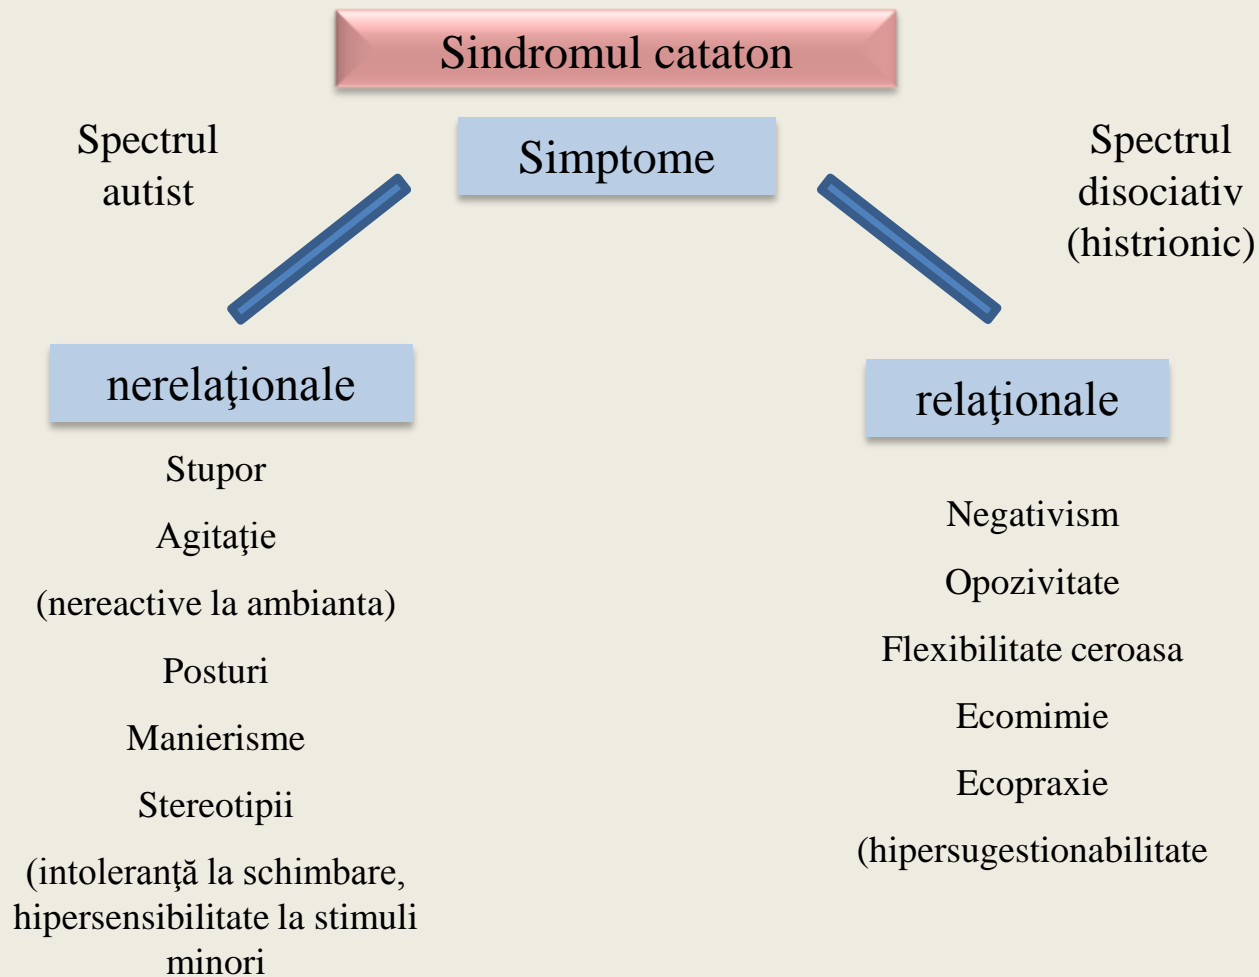 Sindromul cataton
Spectrul
autist
Simptome
Spectrul
disociativ
(histrionic)
nerelaţionale
Stupor
Agitaţie
(nereactive la ambianta)
Posturi
Manierisme
Stereotipii
(intoleranţă la schimbare,
hipersensibilitate la stimuli
minori
relaţionale
Negativism
Opozivitate
Flexibilitate ceroasa
Ecomimie
Ecopraxie
(hipersugestionabilitate